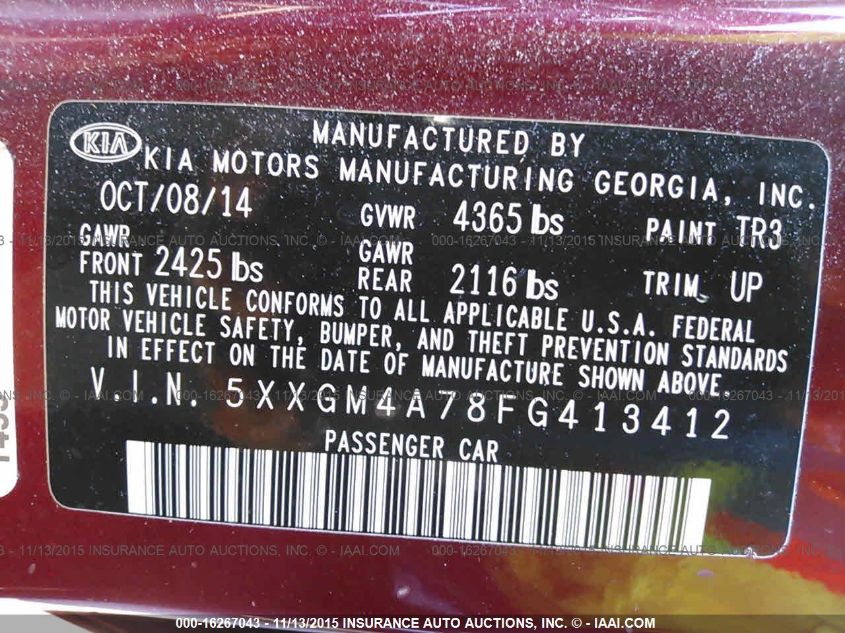 KIA
MANUFACTURED BY
KIA MOTORS MANUFACTURING GEORGIA, INC.
OCT/08/14 GVWR 4365 lbs PAINT TR3
GAWR FRONT 2425 lbs GAWR REAR 2116 lbs TRIM UP
THIS VEHICLE CONFORMS TO ALL APPLICABLE U.S.A. FEDERAL
MOTOR VEHICLE SAFETY, BUMPER, AND THEFT PREVENTION STANDARDS
IN EFFECT ON THE DATE OF MANUFACTURE SHOWN ABOVE.
V.I.N. 5XXGM4A78FG413412
PASSENGER CAR
000-16267043 - 11/13/2015 INSURANCE AUTO AUCTIONS, INC. © - IAAI.COM